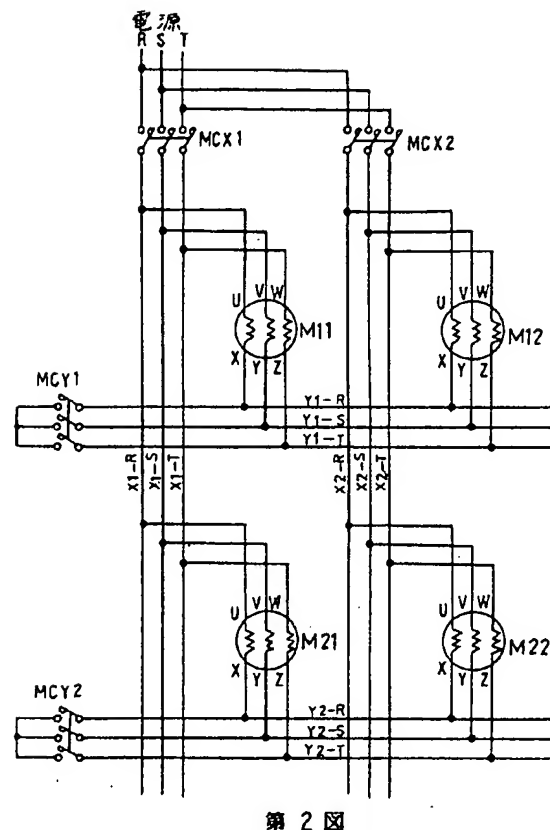 電源
R S T
MCX1 MCX2
U V W M11 U V W M12
X Y Z X Y Z
MCY1
Y1-R
Y1-S
Y1-T
X1-R X1-S X1-T X2-R X2-S X2-T
U V W M21 U V W M22
X Y Z X Y Z
MCY2
Y2-R
Y2-S
Y2-T
第2図